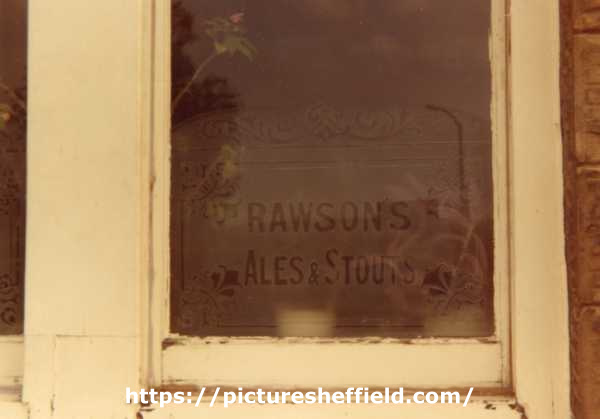 RAWSON'S
ALES & STOUTS
https://picturesheffield.com/